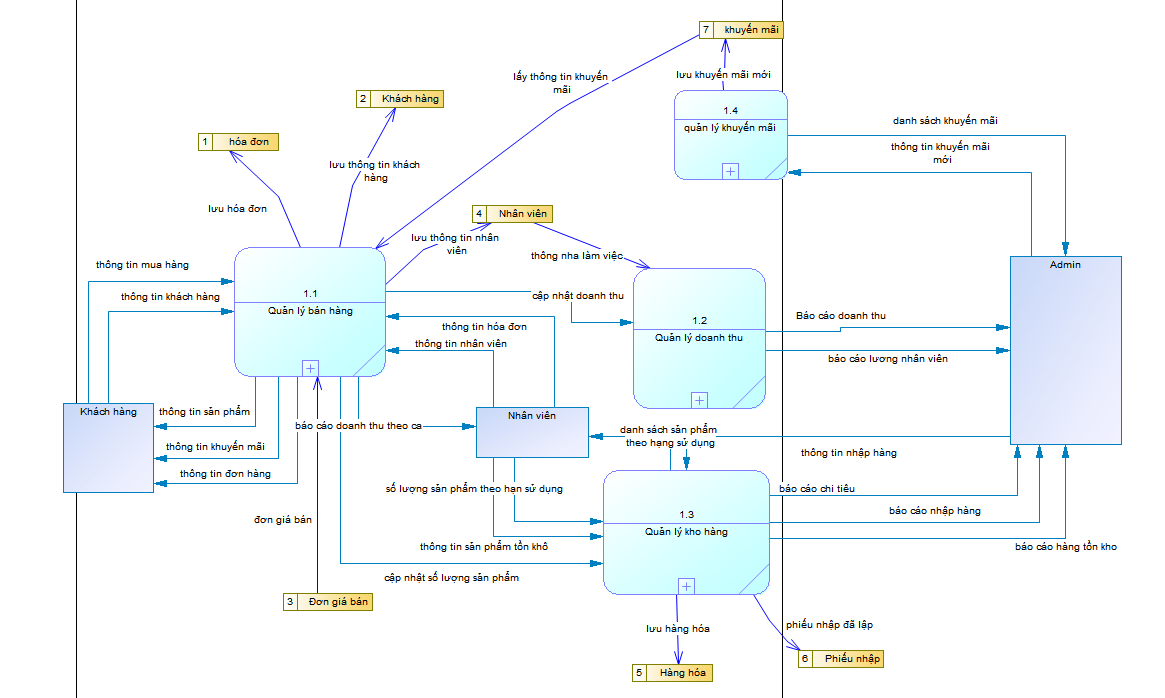 7 khuyến mãi
lấy thông tin khuyến
mãi
lưu khuyến mãi mới
2 Khách hàng
1.4
quản lý khuyến mãi
danh sách khuyến mãi
thông tin khuyến mãi
mới
1 hóa đơn
lưu thông tin khách
hàng
lưu hóa đơn
4 Nhân viên
lưu thông tin nhân
viên
thông nha làm việc
thông tin mua hàng
thông tin khách hàng
1.1
Quản lý bán hàng
cập nhật doanh thu
thông tin hóa đơn
thông tin nhân viên
1.2
Quản lý doanh thu
Admin
Báo cáo doanh thu
báo cáo lương nhân viên
Khách hàng
thông tin sản phẩm
thông tin khuyến mãi
thông tin đơn hàng
báo cáo doanh thu theo ca
Nhân viên
danh sách sản phẩm
theo hạng sử dụng
thông tin nhập hàng
số lượng sản phẩm theo hạn sử dụng
báo cáo chi tiêu
báo cáo nhập hàng
báo cáo hàng tồn kho
1.3
Quản lý kho hàng
đơn giá bán
thông tin sản phẩm tồn khô
cập nhật số lượng sản phẩm
3 Đơn giá bán
lưu hàng hóa
phiếu nhập đã lập
5 Hàng hóa
6 Phiếu nhập